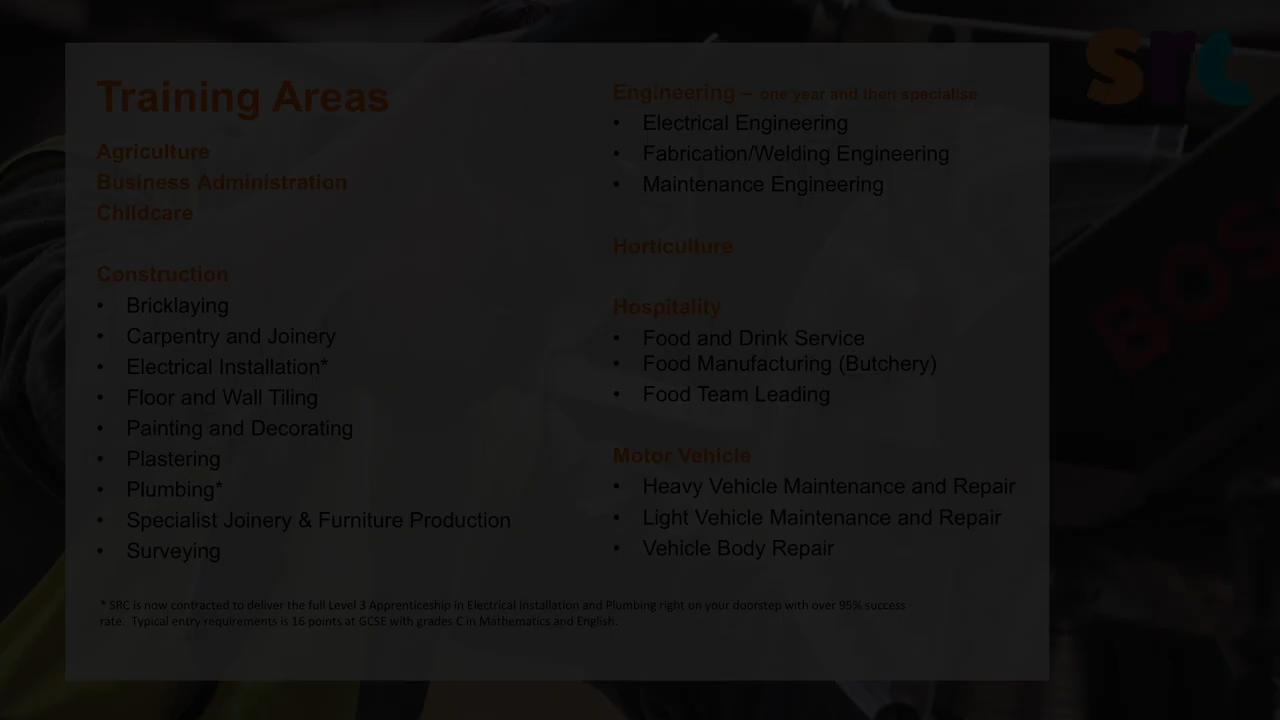 Training Areas
Agriculture
Business Administration
Childcare
Construction
• Bricklaying
• Carpentry and Joinery
• Electrical Installation*
• Floor and Wall Tiling
• Painting and Decorating
• Plastering
• Plumbing*
• Specialist Joinery & Furniture Production
• Surveying
Engineering – one year and then specialise
• Electrical Engineering
• Fabrication/Welding Engineering
• Maintenance Engineering
Horticulture
Hospitality
• Food and Drink Service
• Food Manufacturing (Butchery)
• Food Team Leading
Motor Vehicle
• Heavy Vehicle Maintenance and Repair
• Light Vehicle Maintenance and Repair
• Vehicle Body Repair
* SRC is now contracted to deliver the full Level 3 Apprenticeship in Electrical Installation and Plumbing right on your doorstep with over 95% success
rate. Typical entry requirements is 16 points at GCSE with grades C in Mathematics and English.
src
BOS